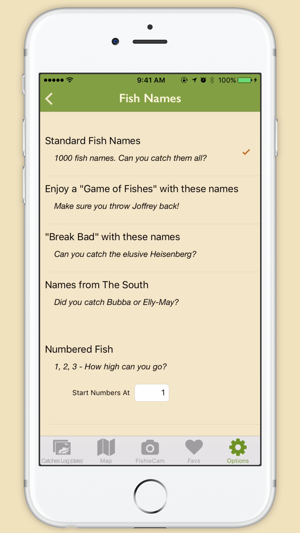 9:41 AM 100%
Fish Names
Standard Fish Names
1000 fish names. Can you catch them all?
Enjoy a "Game of Fishes" with these names
Make sure you throw Joffrey back!
"Break Bad" with these names
Can you catch the elusive Heisenberg?
Names from The South
Did you catch Bubba or Elly-May?
Numbered Fish
1, 2, 3 - How high can you go?
Start Numbers At 1
Map FishieCam Favs Options